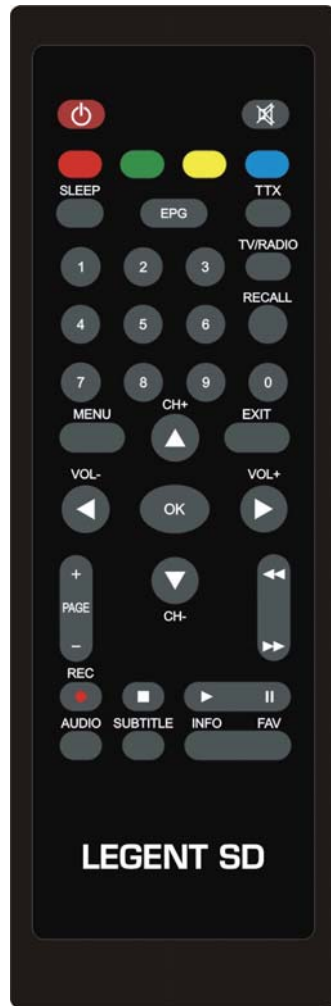 SLEEP TTX
EPG
TV/RADIO
1 2 3
RECALL
4 5 6
7 8 9 0
CH+
MENU EXIT
VOL- VOL+
OK
+
PAGE
CH-
-
REC
AUDIO SUBTITLE INFO FAV
LEGENT SD